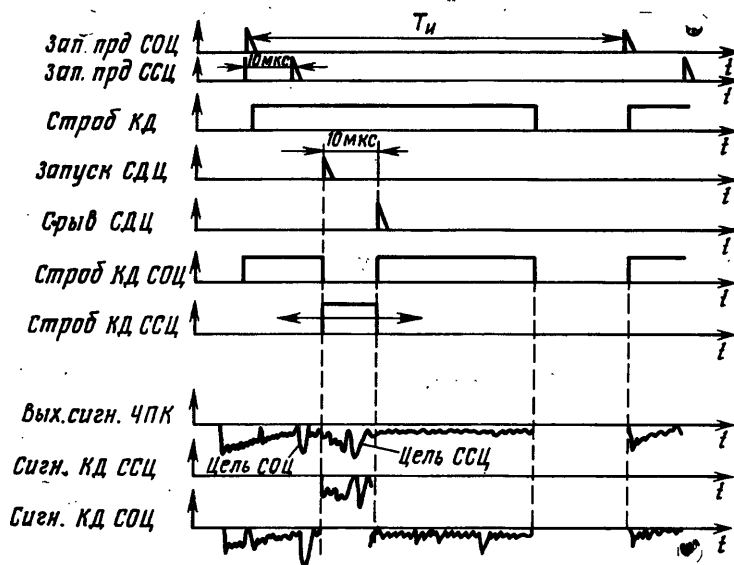 Зап. прд СОЦ
Tи
t
Зап. прд ССЦ
10мкс
t
Строб КД
t
10мкс
Запуск СДЦ
t
Срыв СДЦ
t
Строб КД СОЦ
t
Строб КД ССЦ
t
Вых. сигн. ЧПК
t
Цель СОЦ
Цель ССЦ
Сигн. КД ССЦ
t
Сигн. КД СОЦ
t